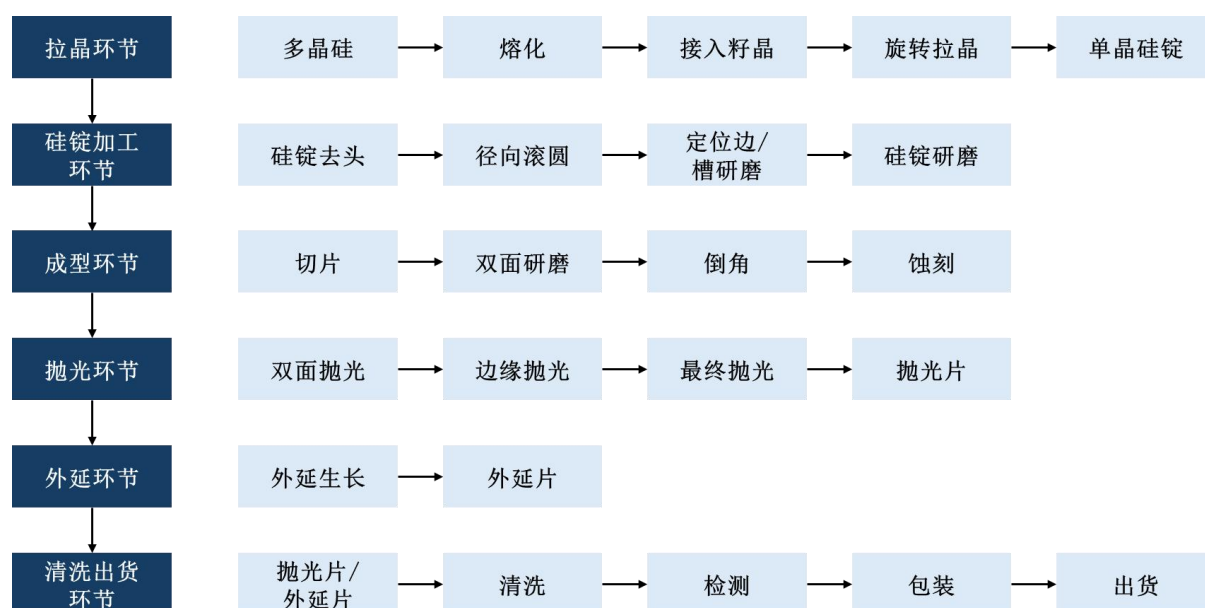 拉晶环节
多晶硅
熔化
接入籽晶
旋转拉晶
单晶硅锭
硅锭加工
环节
硅锭去头
径向滚圆
定位边/
槽研磨
硅锭研磨
成型环节
切片
双面研磨
倒角
蚀刻
抛光环节
双面抛光
边缘抛光
最终抛光
抛光片
外延环节
外延生长
外延片
清洗出货
环节
抛光片/
外延片
清洗
检测
包装
出货